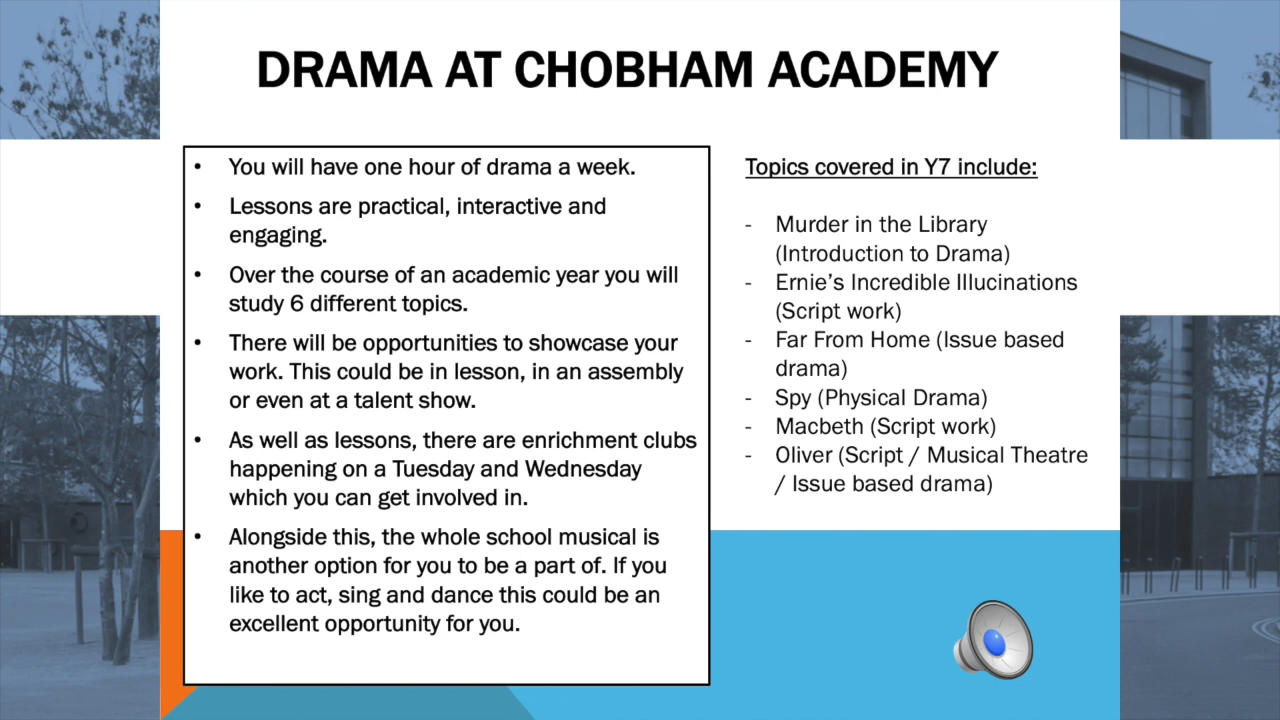 DRAMA AT CHOBHAM ACADEMY
• You will have one hour of drama a week.
• Lessons are practical, interactive and
engaging.
• Over the course of an academic year you will
study 6 different topics.
• There will be opportunities to showcase your
work. This could be in lesson, in an assembly
or even at a talent show.
• As well as lessons, there are enrichment clubs
happening on a Tuesday and Wednesday
which you can get involved in.
• Alongside this, the whole school musical is
another option for you to be a part of. If you
like to act, sing and dance this could be an
excellent opportunity for you.
Topics covered in Y7 include:
- Murder in the Library
(Introduction to Drama)
- Ernie’s Incredible Illucinations
(Script work)
- Far From Home (Issue based
drama)
- Spy (Physical Drama)
- Macbeth (Script work)
- Oliver (Script / Musical Theatre
/ Issue based drama)